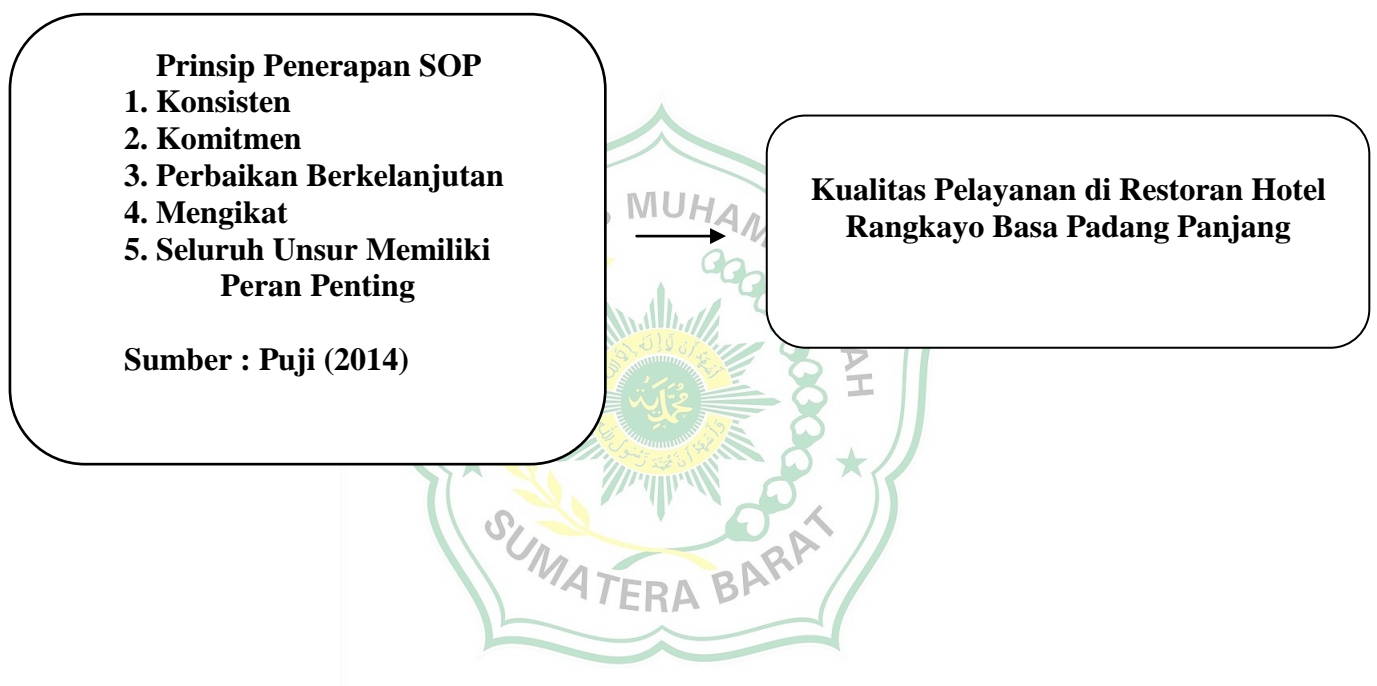 Prinsip Penerapan SOP
1. Konsisten
2. Komitmen
3. Perbaikan Berkelanjutan
4. Mengikat
5. Seluruh Unsur Memiliki
Peran Penting
Sumber : Puji (2014)
Kualitas Pelayanan di Restoran Hotel
Rangkayo Basa Padang Panjang
MUHAM
AH
SUMATERA BARAT